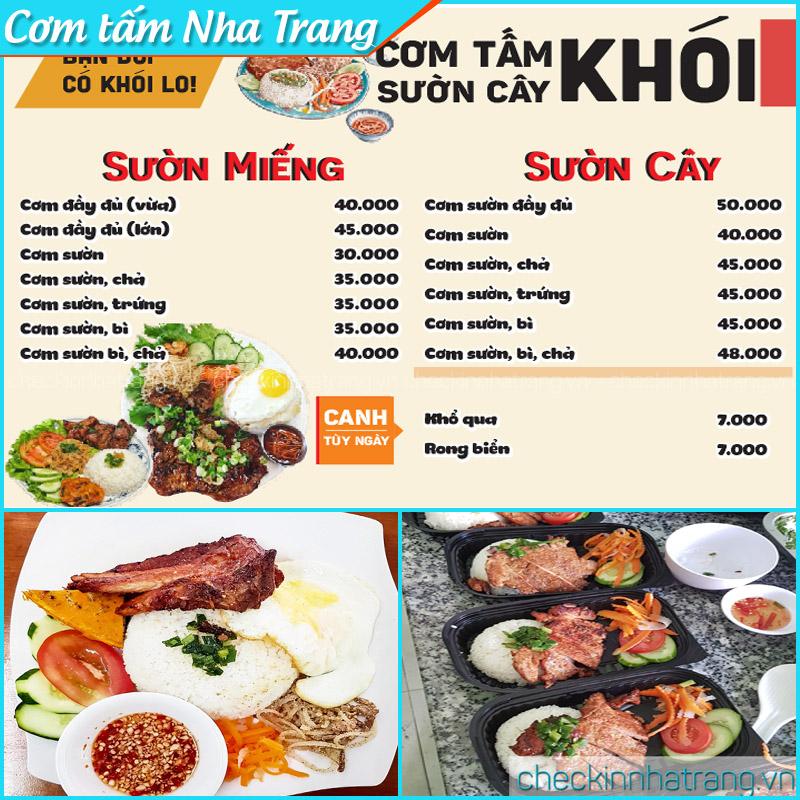 Cơm tấm Nha Trang
BẠN ĐÓI
CÓ KHÓI LO!
CƠM TẤM
SƯỜN CÂY
KHÓI
SƯỜN MIẾNG
Cơm đầy đủ (vừa) 40.000
Cơm đầy đủ (lớn) 45.000
Cơm sườn 30.000
Cơm sườn, chả 35.000
Cơm sườn, trứng 35.000
Cơm sườn, bì 35.000
Cơm sườn bì, chả 40.000
SƯỜN CÂY
Cơm sườn đầy đủ 50.000
Cơm sườn 40.000
Cơm sườn, chả 45.000
Cơm sườn, trứng 45.000
Cơm sườn, bì 45.000
Cơm sườn, bì, chả 48.000
CANH
TÙY NGÀY
Khổ qua 7.000
Rong biển 7.000
checkinnhatrang.vn